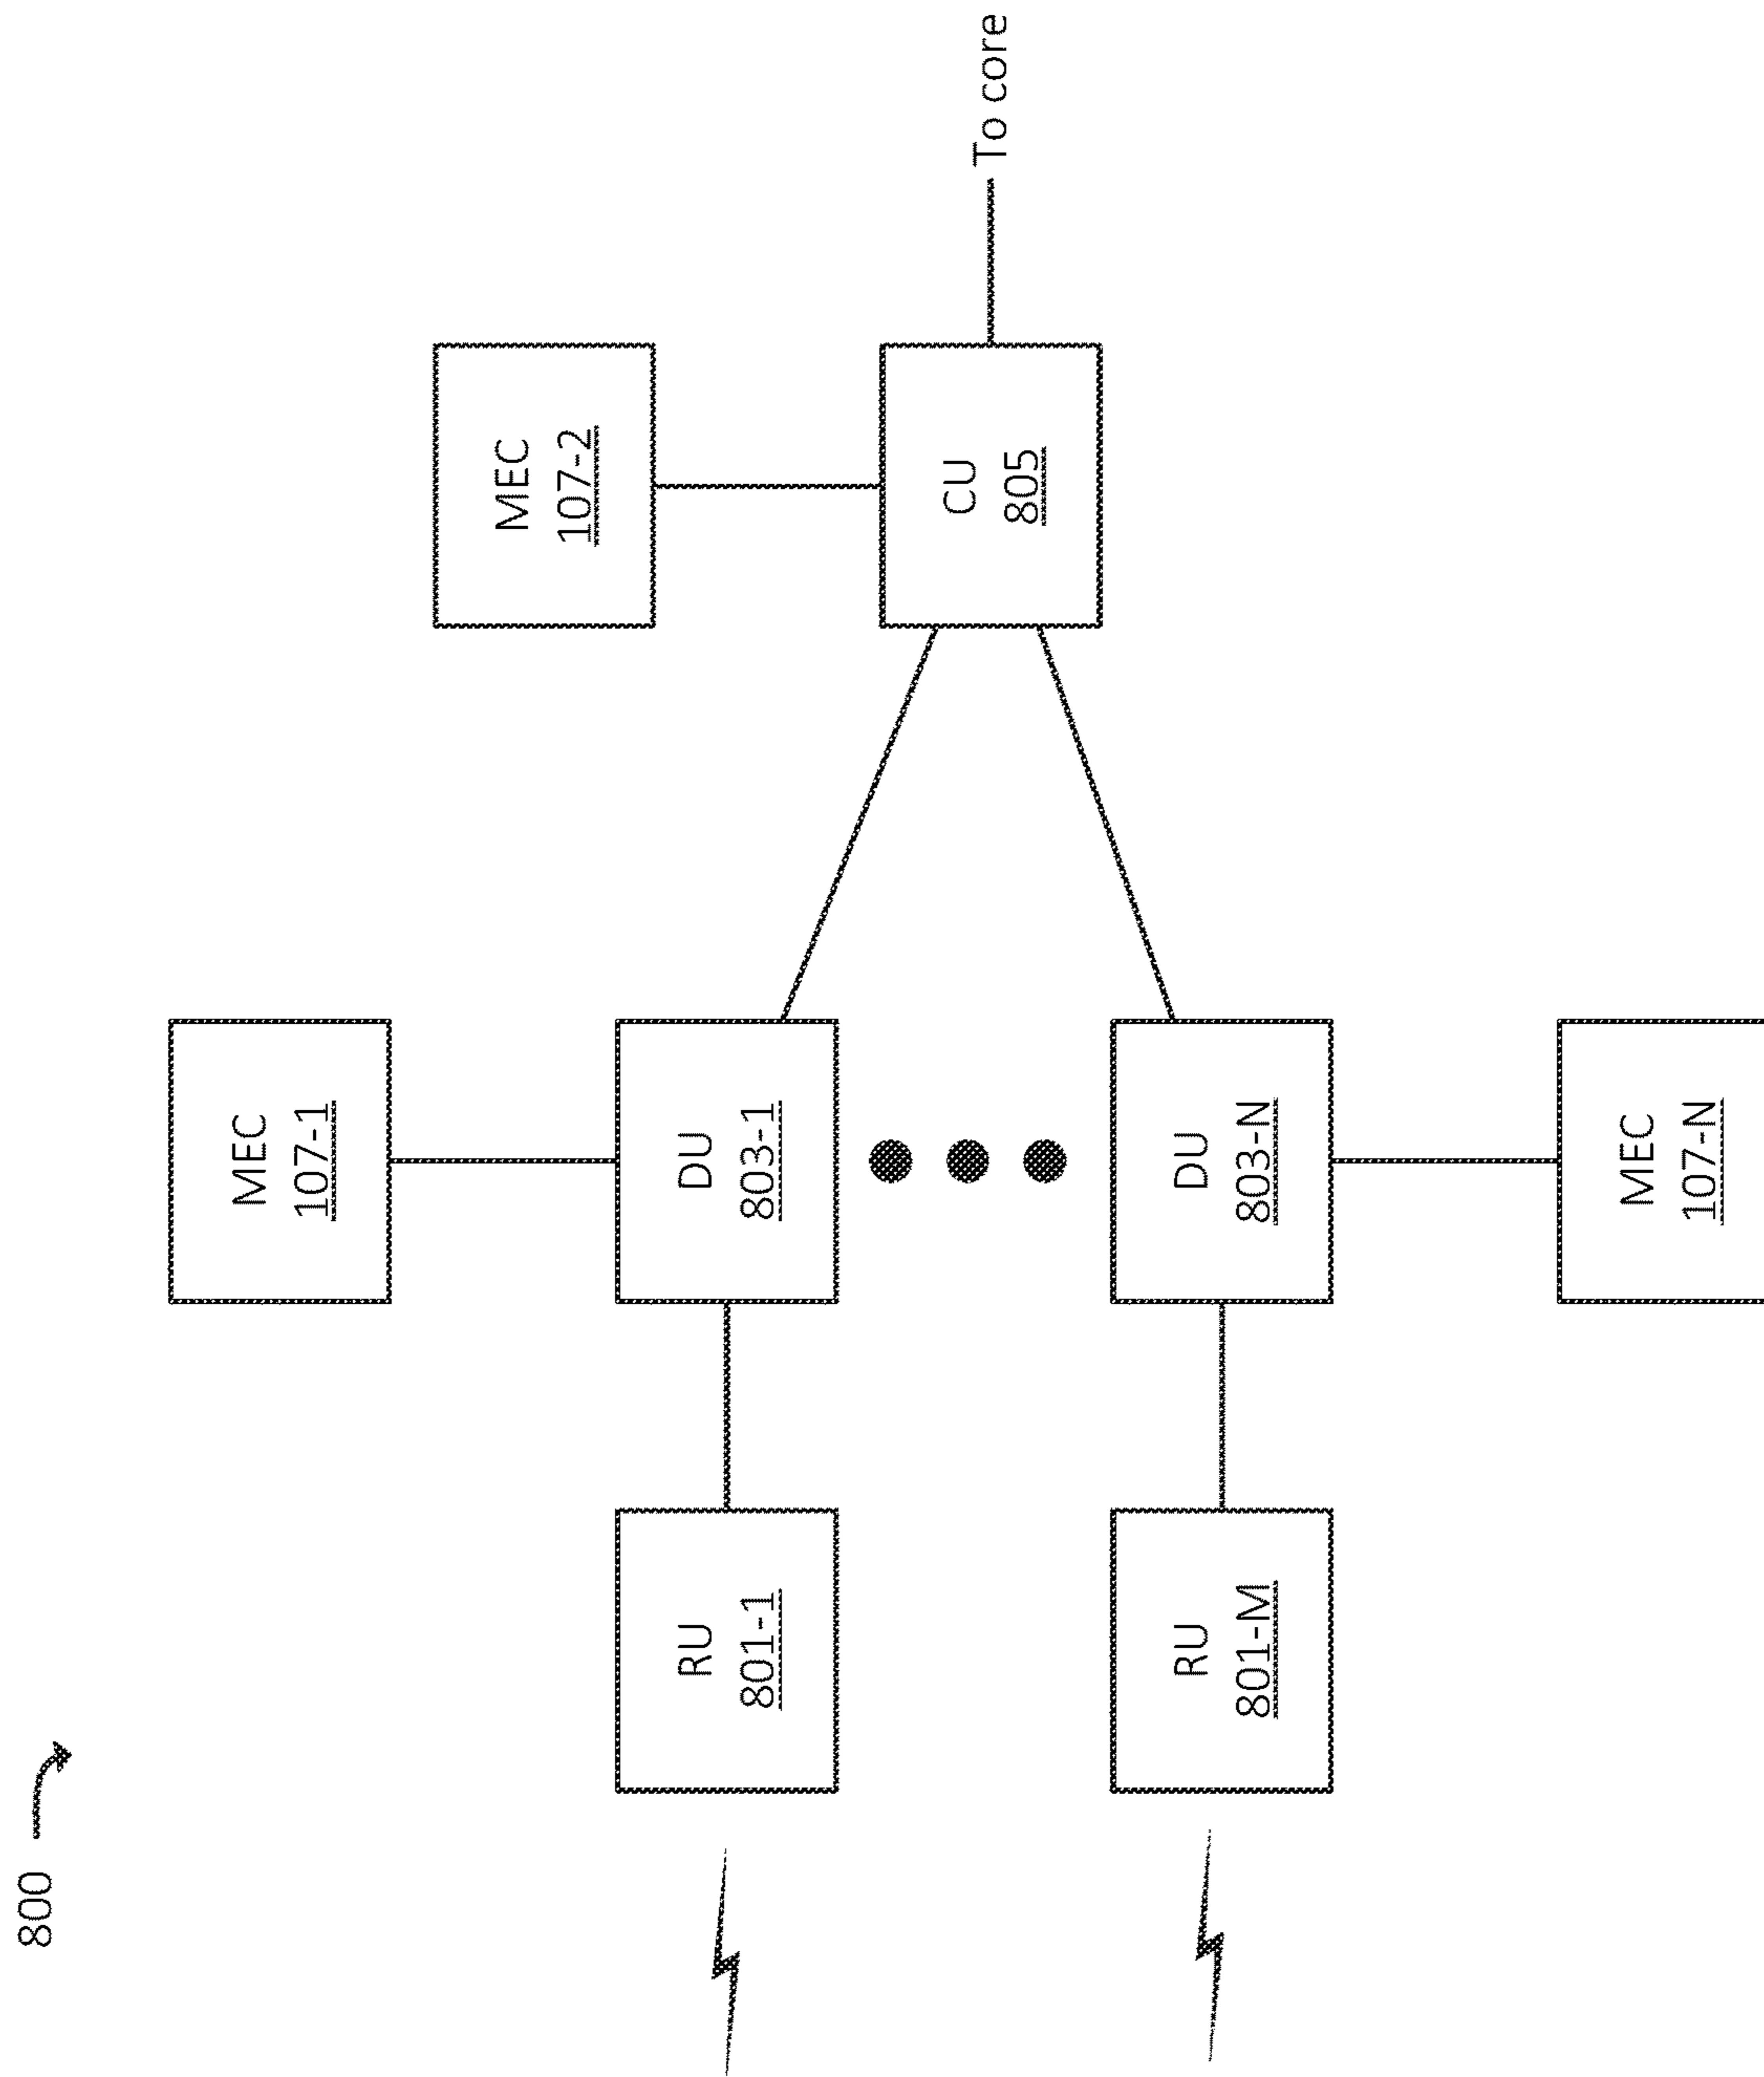 800
MEC
107-1
MEC
107-2
RU
801-1
DU
803-1
CU
805
To core
RU
801-M
DU
803-N
MEC
107-N